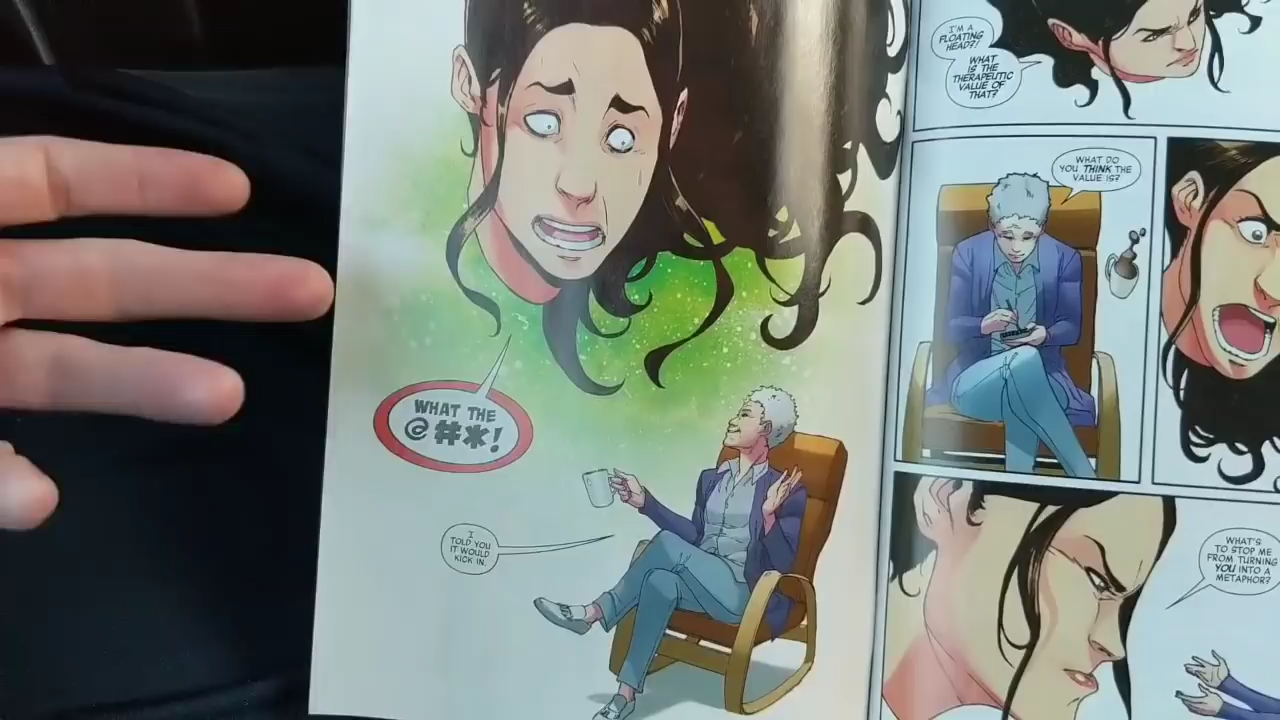 WHAT THE
@#✱!
I
TOLD YOU
IT WOULD
KICK IN.
I'M A
FLOATING
HEAD?!
WHAT
IS THE
THERAPEUTIC
VALUE OF
THAT?
WHAT DO
YOU THINK THE
VALUE IS?
WHAT'S
TO STOP ME
FROM TURNING
YOU INTO A
METAPHOR?